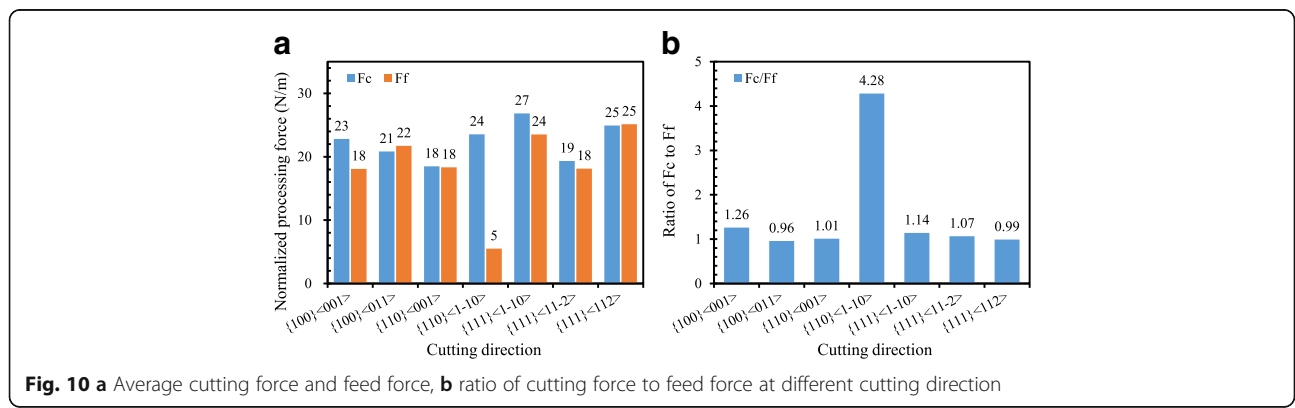 a
Normalized processing force (N/m)
30
20
10
0
Fc Ff
23 18 21 22 18 18 24 5 27 24 19 18 25 25
{100}<001> {100}<011> {110}<001> {110}<1-10> {111}<1-10> {111}<11-2> {111}<112>
Cutting direction
b
Ratio of Fc to Ff
5
4
3
2
1
0
Fc/Ff
1.26 0.96 1.01 4.28 1.14 1.07 0.99
{100}<001> {100}<011> {110}<001> {110}<1-10> {111}<1-10> {111}<11-2> {111}<112>
Cutting direction
Fig. 10 a Average cutting force and feed force, b ratio of cutting force to feed force at different cutting direction